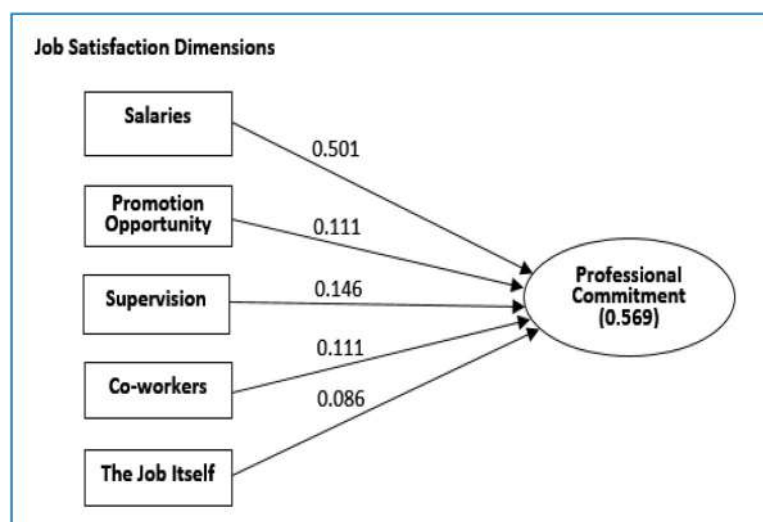 Job Satisfaction Dimensions
Salaries
0.501
Promotion
Opportunity
0.111
Supervision
0.146
Professional
Commitment
(0.569)
Co-workers
0.111
0.086
The Job Itself